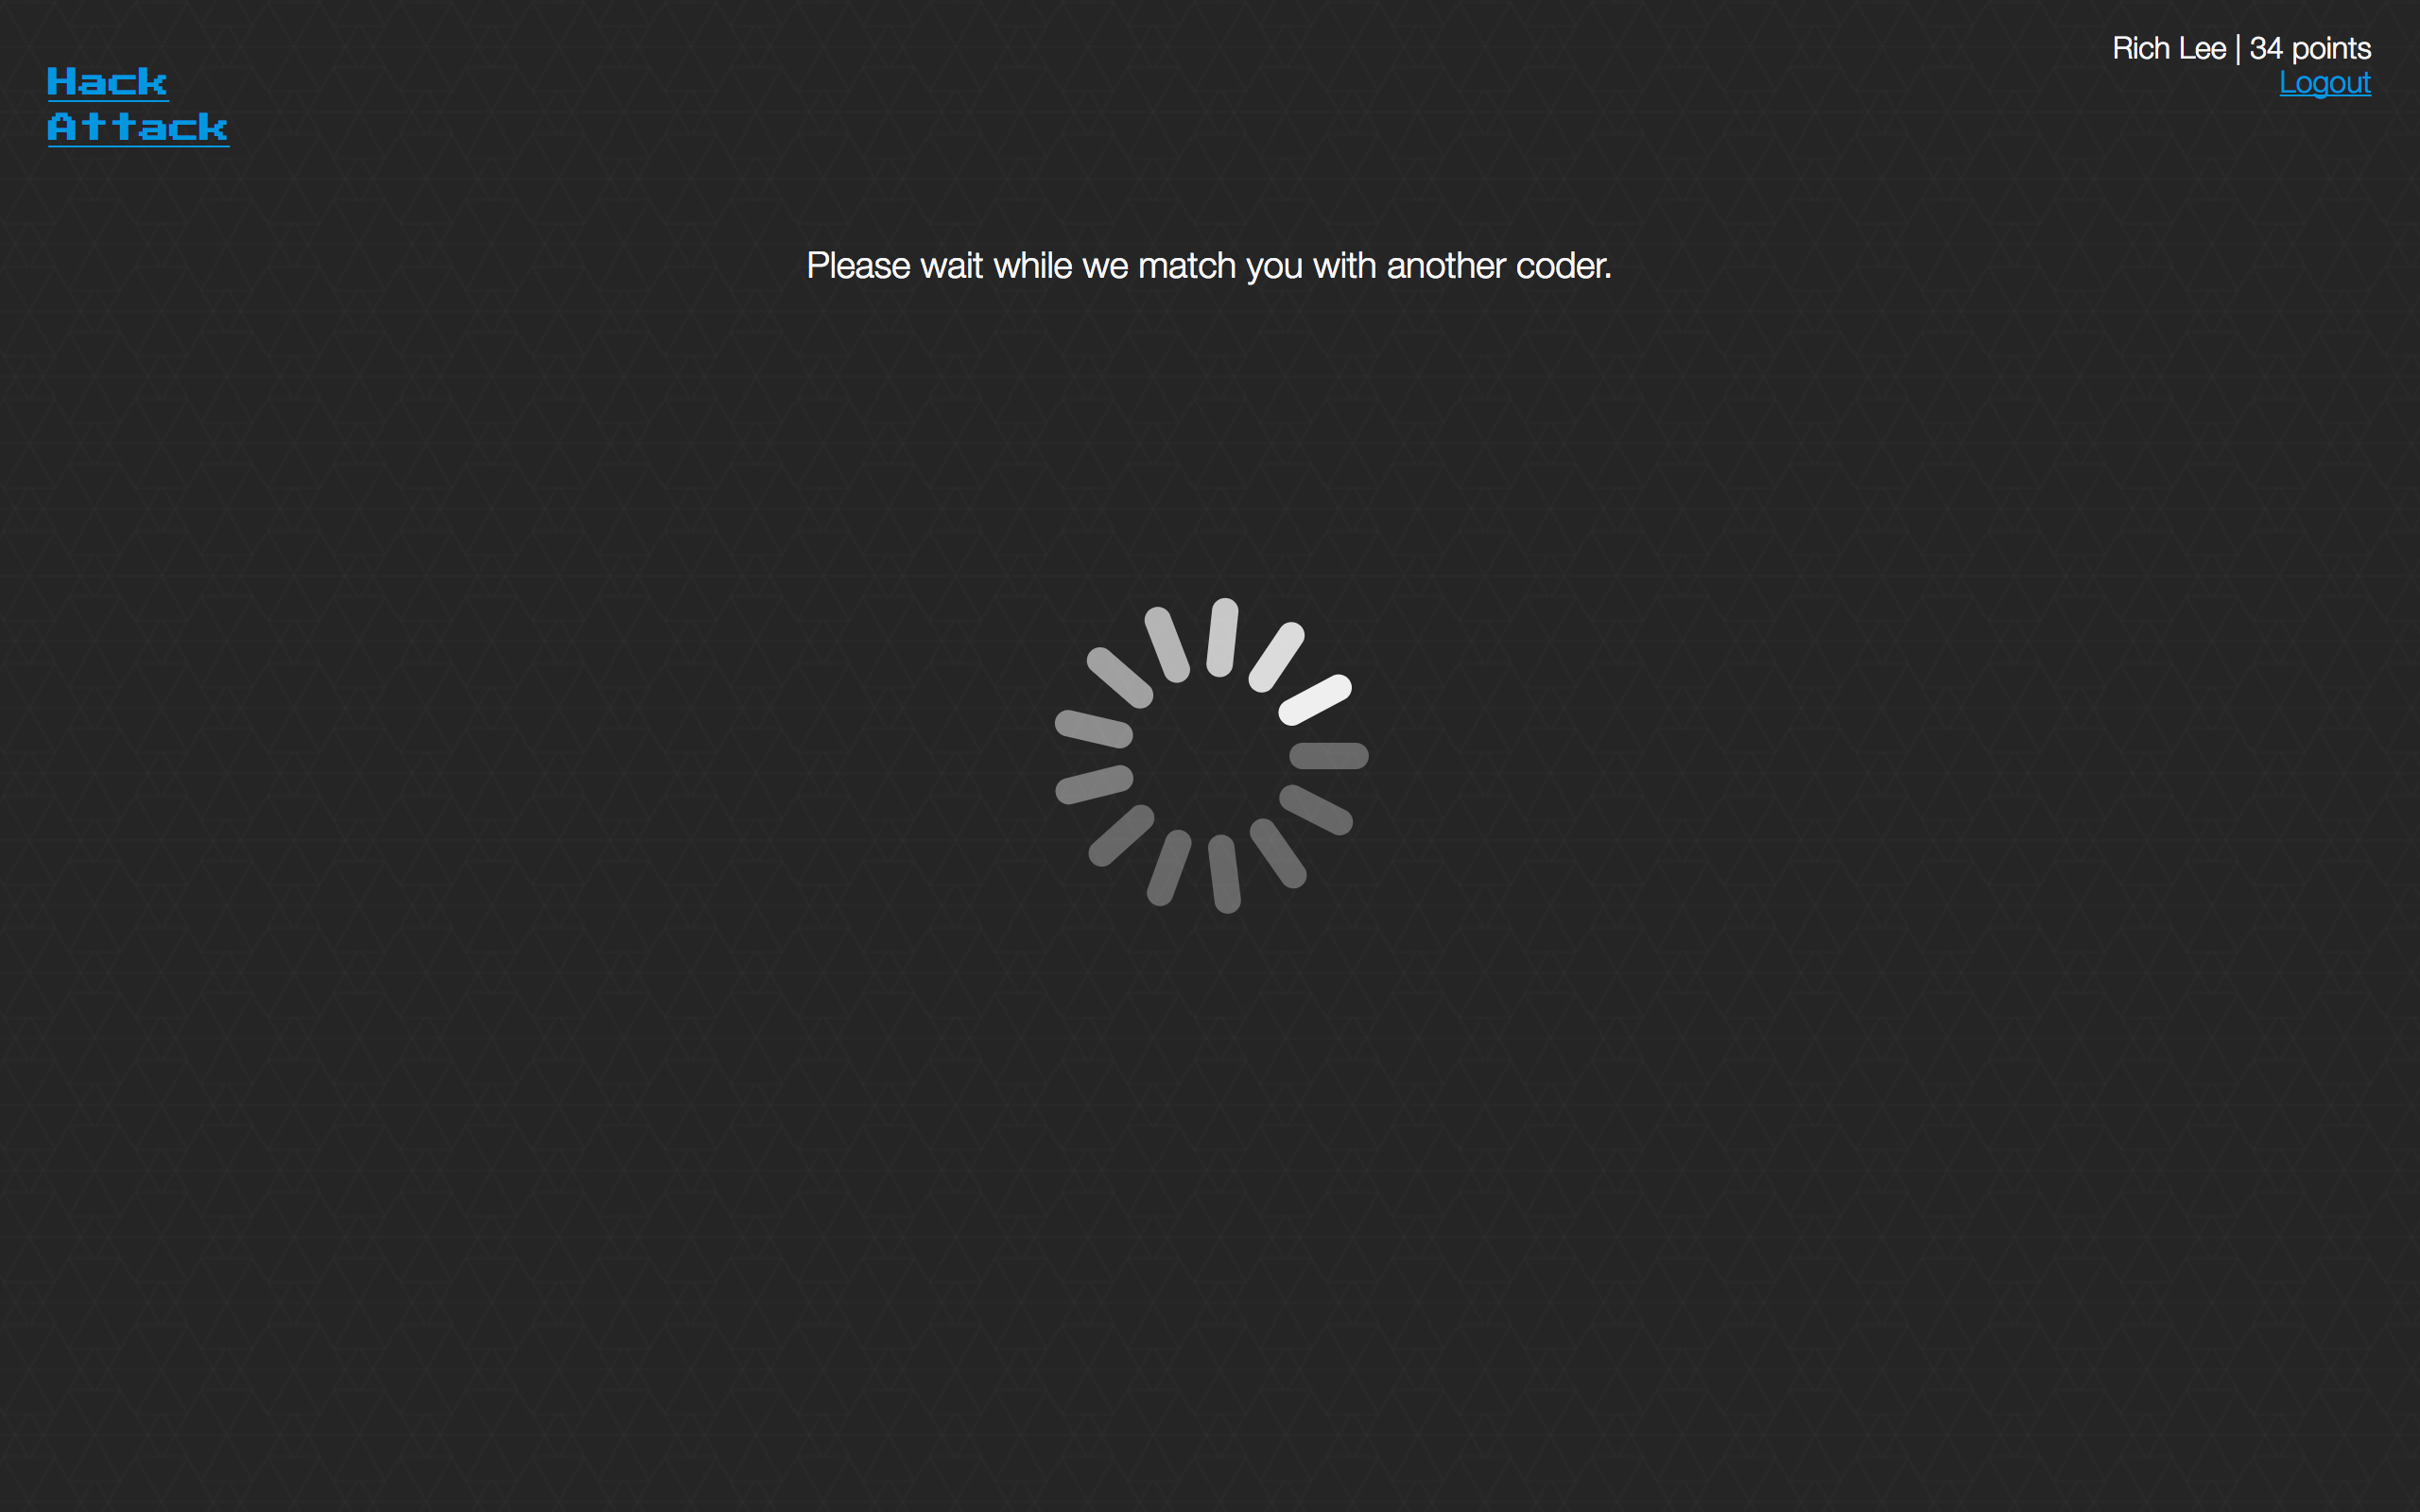 Hack
Attack
Rich Lee | 34 points
Logout
Please wait while we match you with another coder.